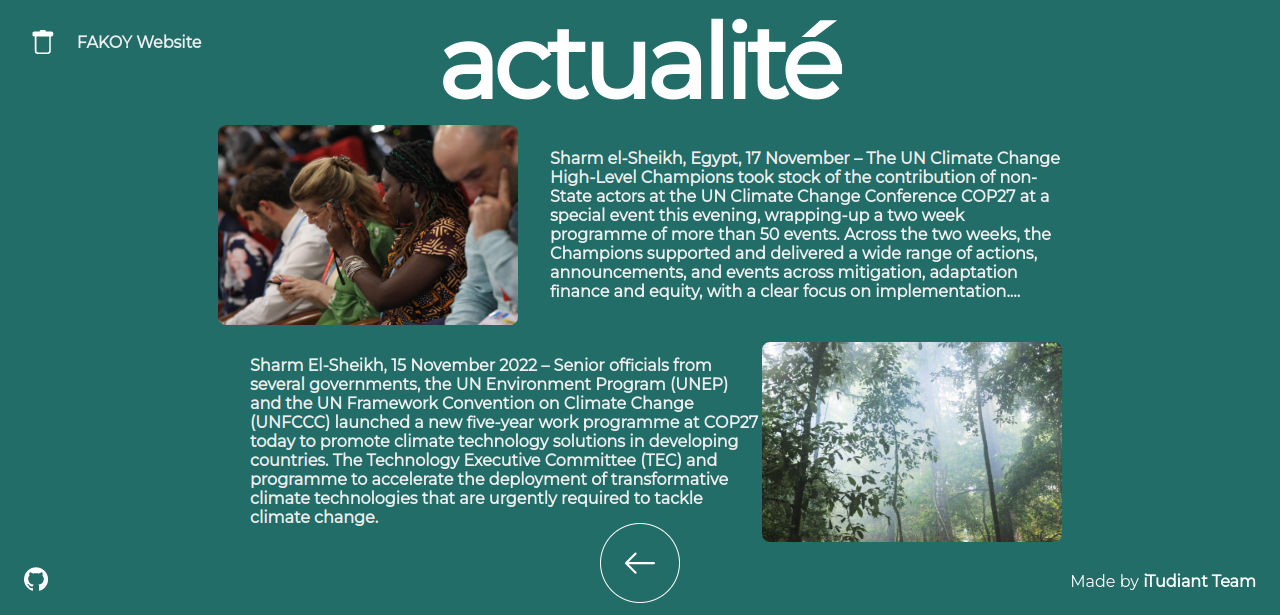 FAKOY Website
actualité
Sharm el-Sheikh, Egypt, 17 November – The UN Climate Change
High-Level Champions took stock of the contribution of non-
State actors at the UN Climate Change Conference COP27 at a
special event this evening, wrapping-up a two week
programme of more than 50 events. Across the two weeks, the
Champions supported and delivered a wide range of actions,
announcements, and events across mitigation, adaptation
finance and equity, with a clear focus on implementation....
Sharm El-Sheikh, 15 November 2022 – Senior officials from
several governments, the UN Environment Program (UNEP)
and the UN Framework Convention on Climate Change
(UNFCCC) launched a new five-year work programme at COP27
today to promote climate technology solutions in developing
countries. The Technology Executive Committee (TEC) and
programme to accelerate the deployment of transformative
climate technologies that are urgently required to tackle
climate change.
Made by iTudiant Team